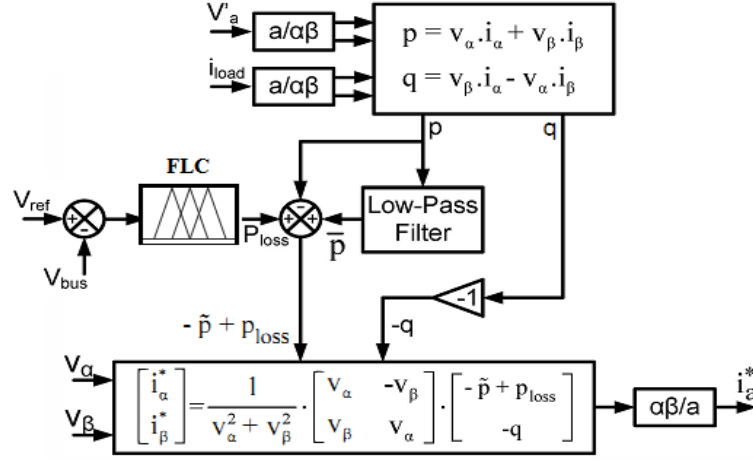 V'a
a/αβ
iload
a/αβ
p = vα.iα + vβ.iβ
q = vβ.iα - vα.iβ
p
q
FLC
Vref
+
-
Vbus
Ploss
-
+
+
p̅
Low-Pass
Filter
-1
-q
- p̃ + ploss
vα
vβ
[i*α i*β] = 1 / (v²α + v²β) . [vα -vβ vβ vα] . [- p̃ + ploss -q]
αβ/a
i*a